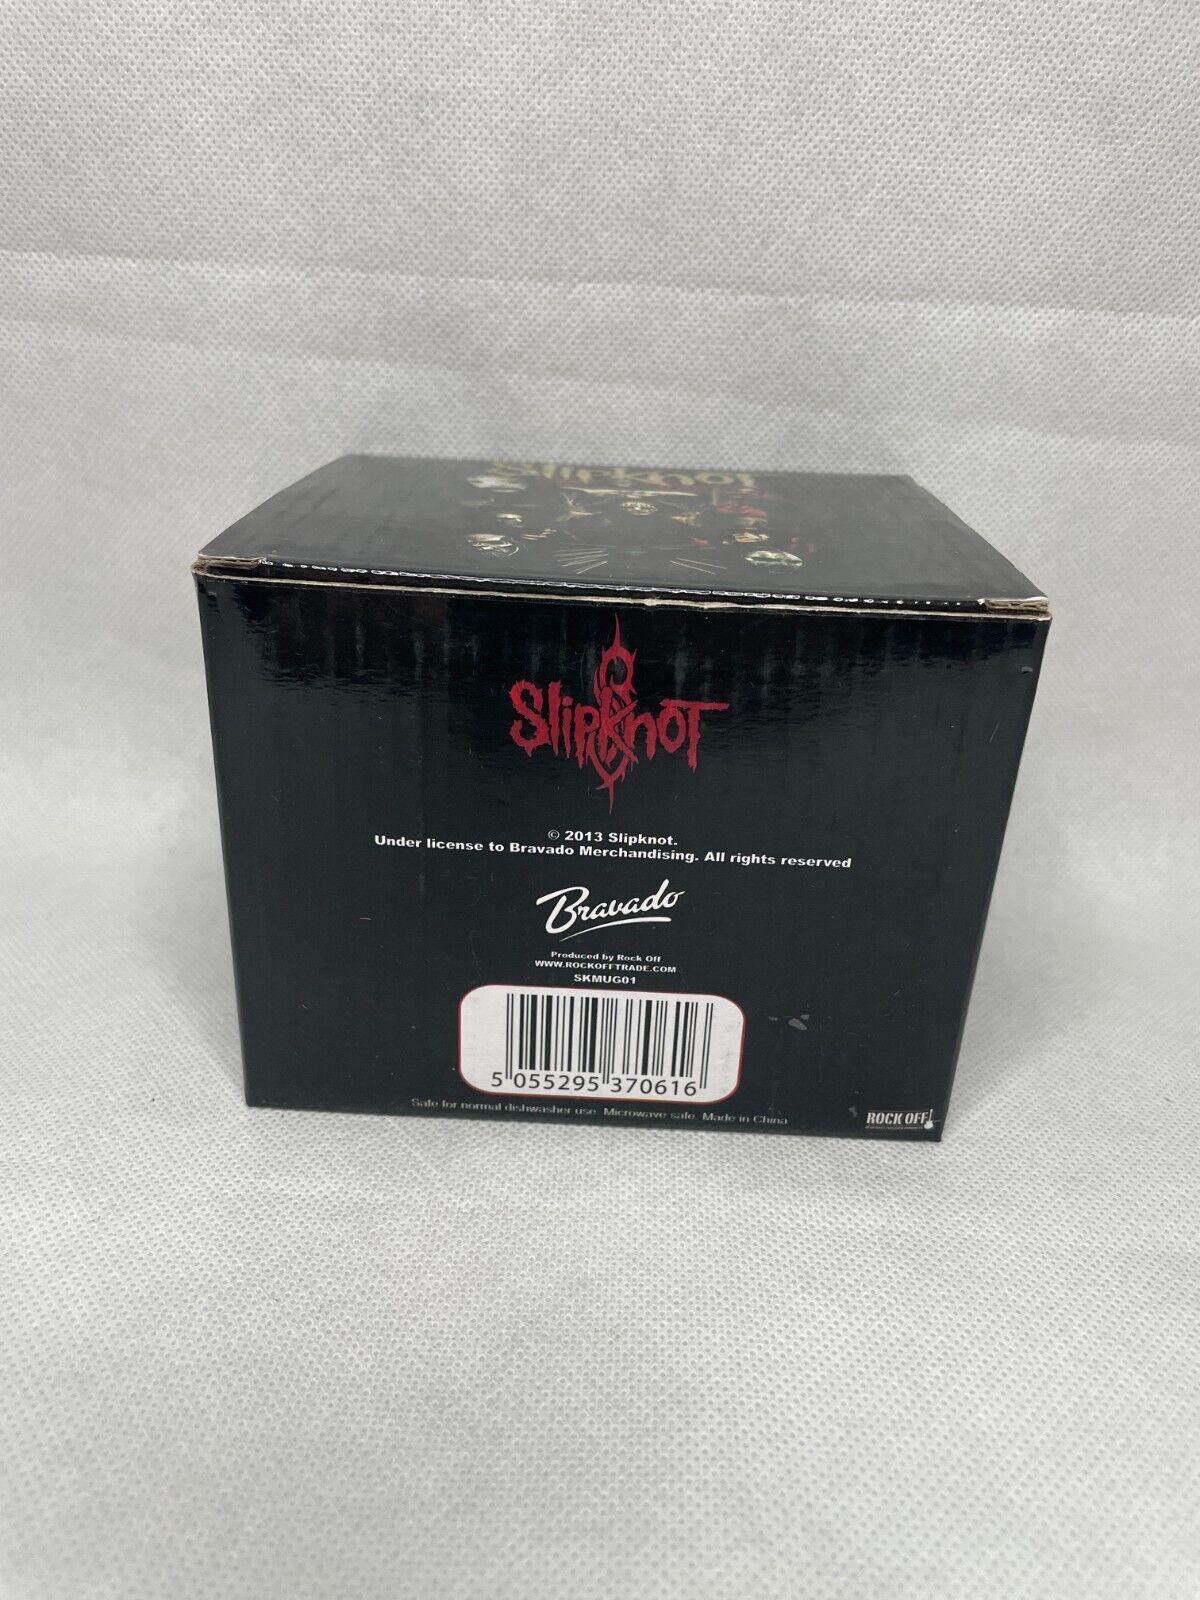 Slipknot
Slipknot
© 2013 Slipknot.
Under license to Bravado Merchandising. All rights reserved
Bravado
Produced by Rock Off
WWW.ROCKOFFTRADE.COM
SKMUG01
5 055295 370616
Safe for normal dishwasher use. Microwave safe. Made in China
ROCK OFF